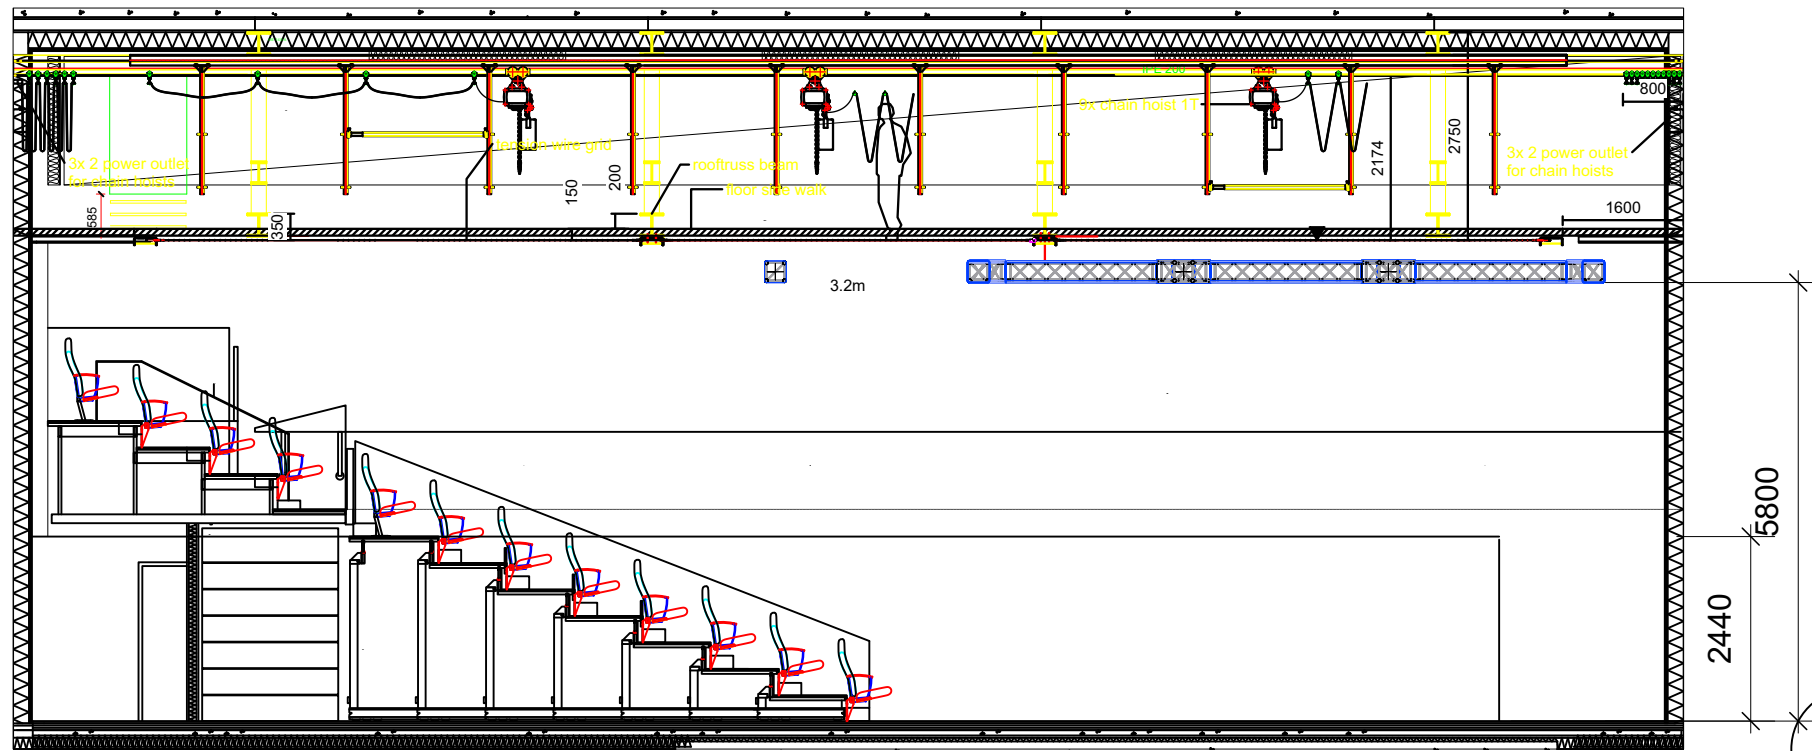 IPE 200
800
9x chain hoist 1T
2750
2174
tension wire grid
3x 2 power outlet
for chain hoists
3x 2 power outlet
for chain hoists
rooftruss beam
200
150
floor side walk
585
350
1600
3.2m
5800
2440